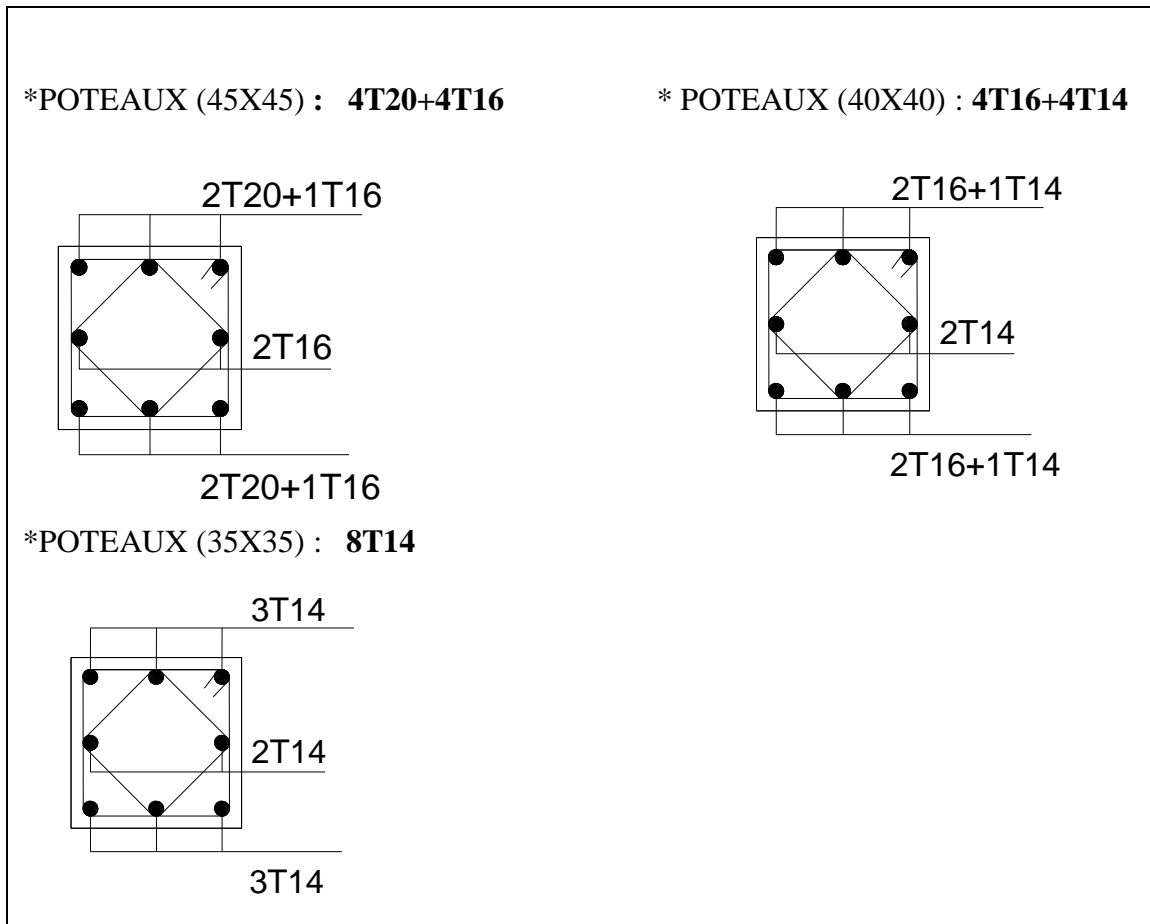 *POTEAUX (45X45) : 4T20+4T16
* POTEAUX (40X40) : 4T16+4T14
2T20+1T16
2T16
2T20+1T16
2T16+1T14
2T14
2T16+1T14
*POTEAUX (35X35) : 8T14
3T14
2T14
3T14